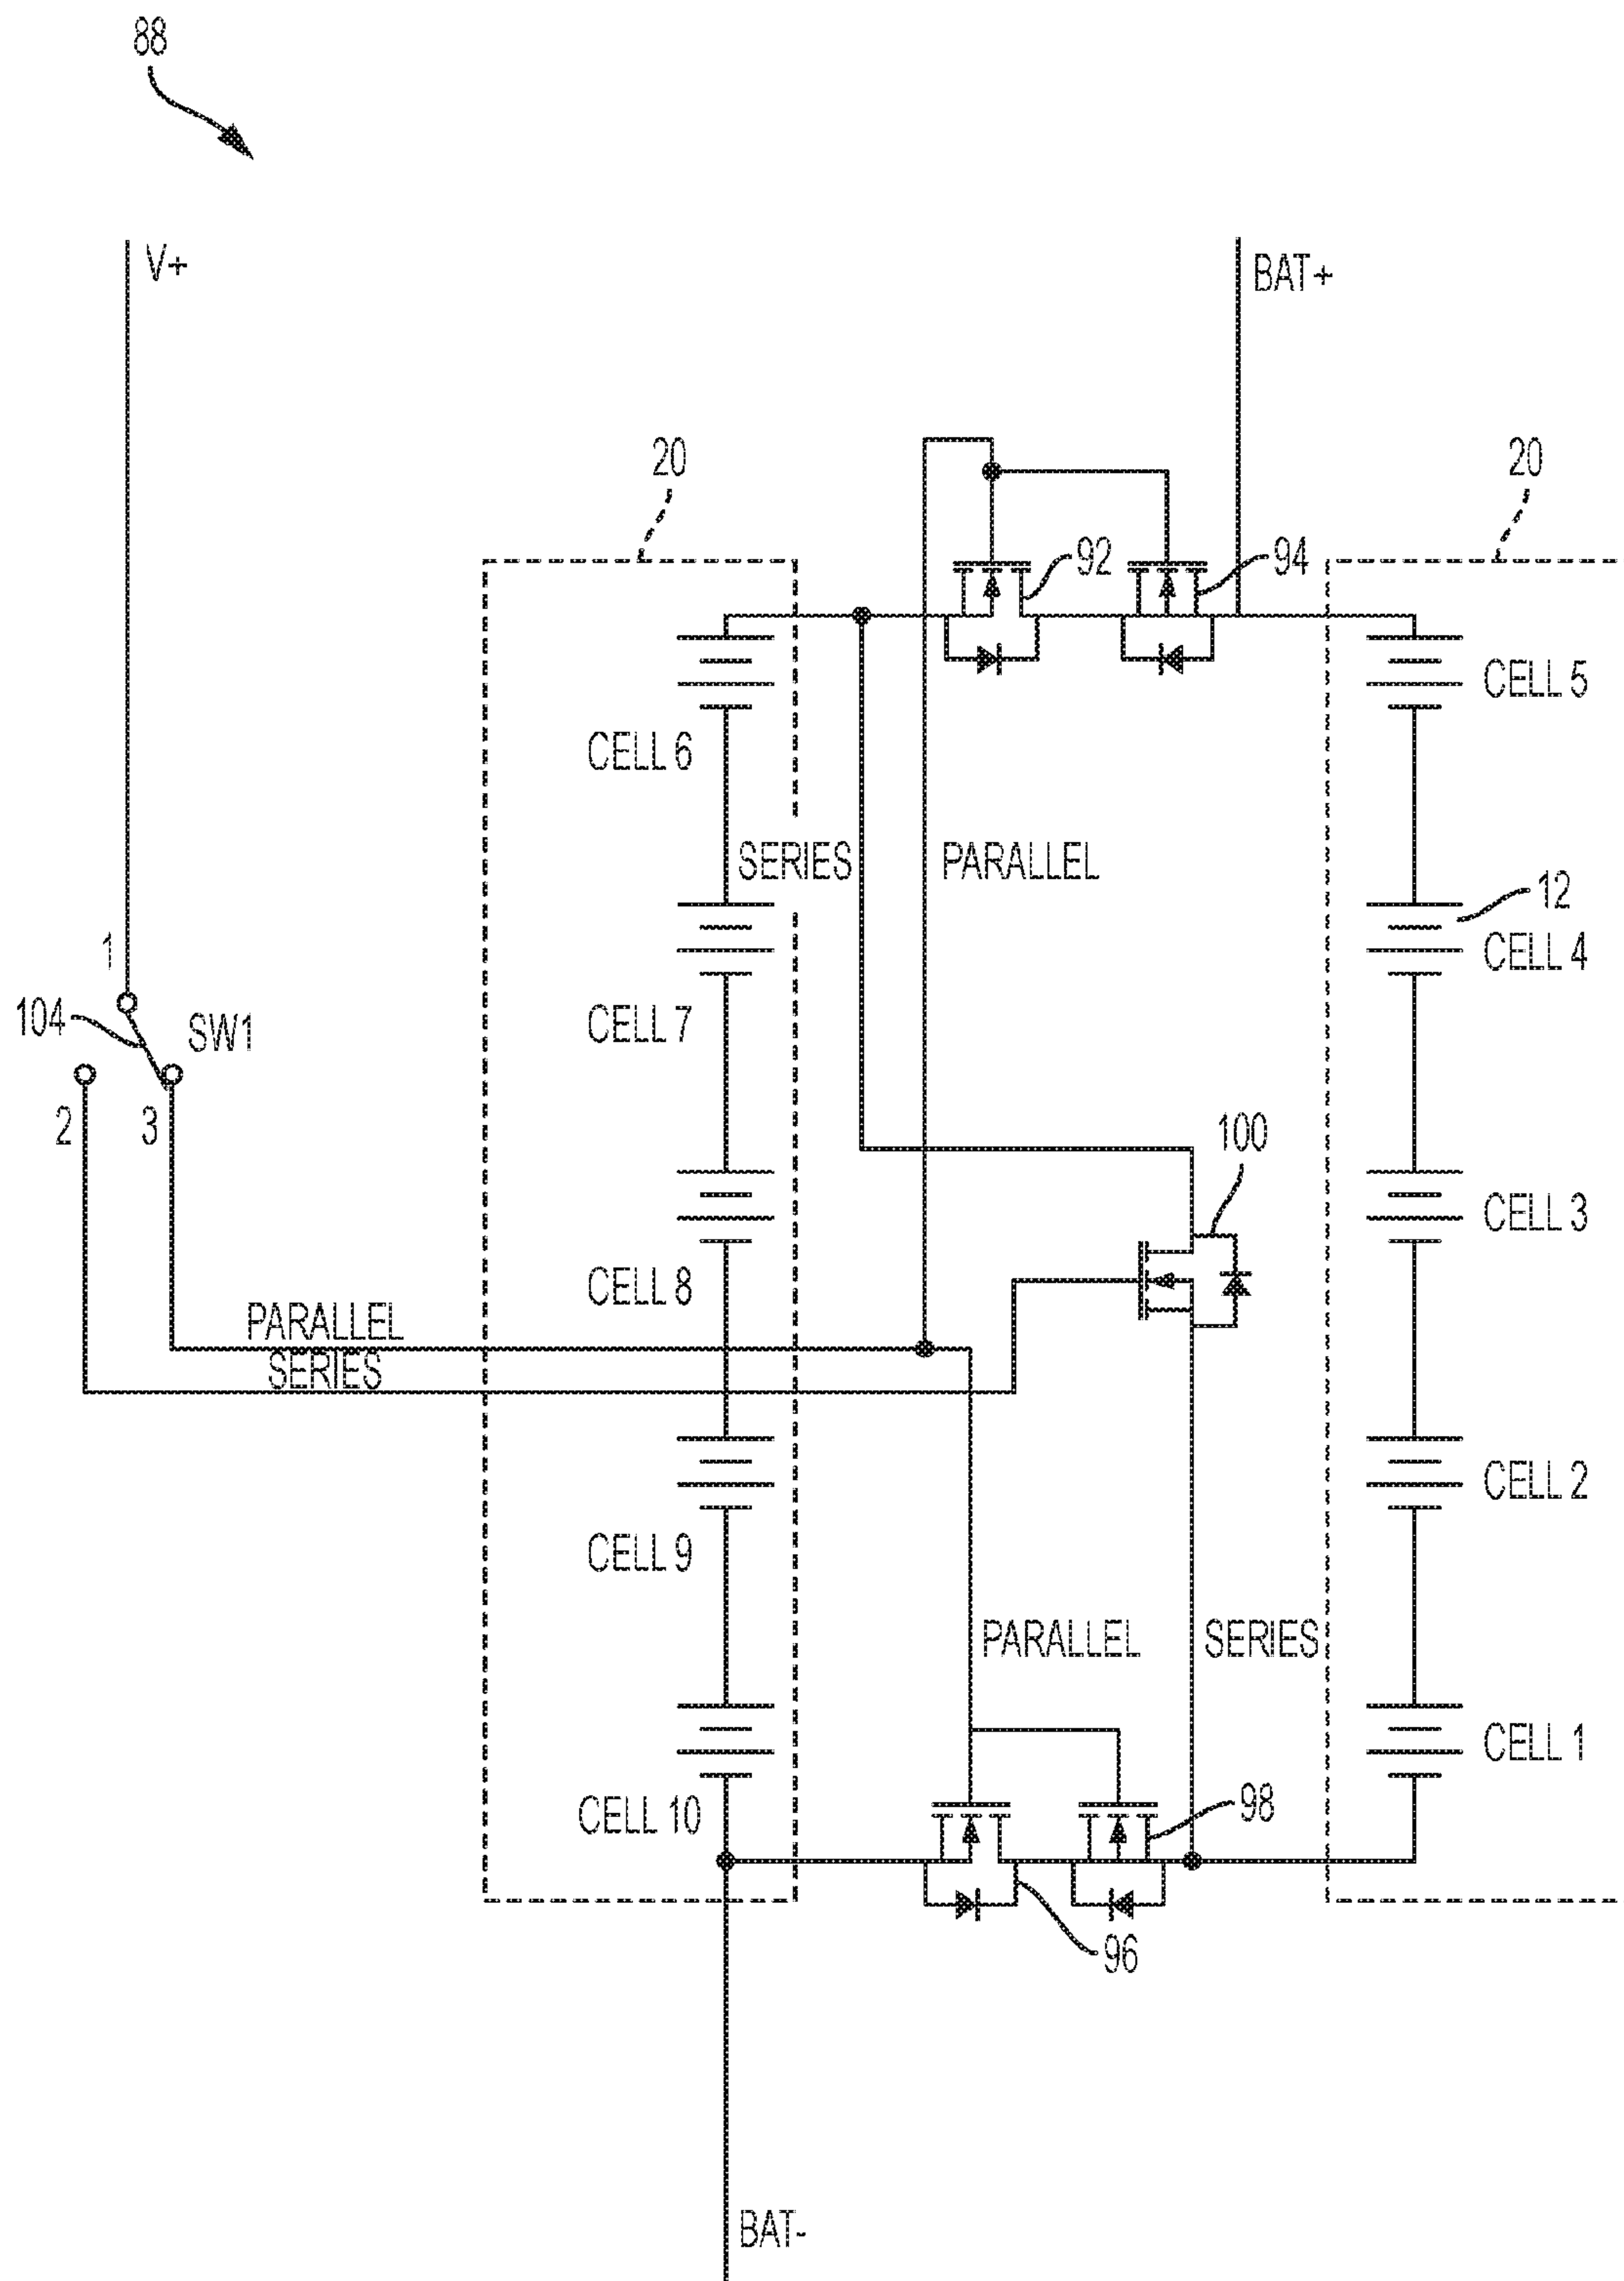 88
V+
BAT+
20
20
92
94
CELL 6
CELL 5
SERIES
PARALLEL
12
CELL 4
1
104
SW1
CELL 7
2
3
100
CELL 3
CELL 8
PARALLEL
SERIES
CELL 2
CELL 9
PARALLEL
SERIES
CELL 1
CELL 10
98
96
BAT-